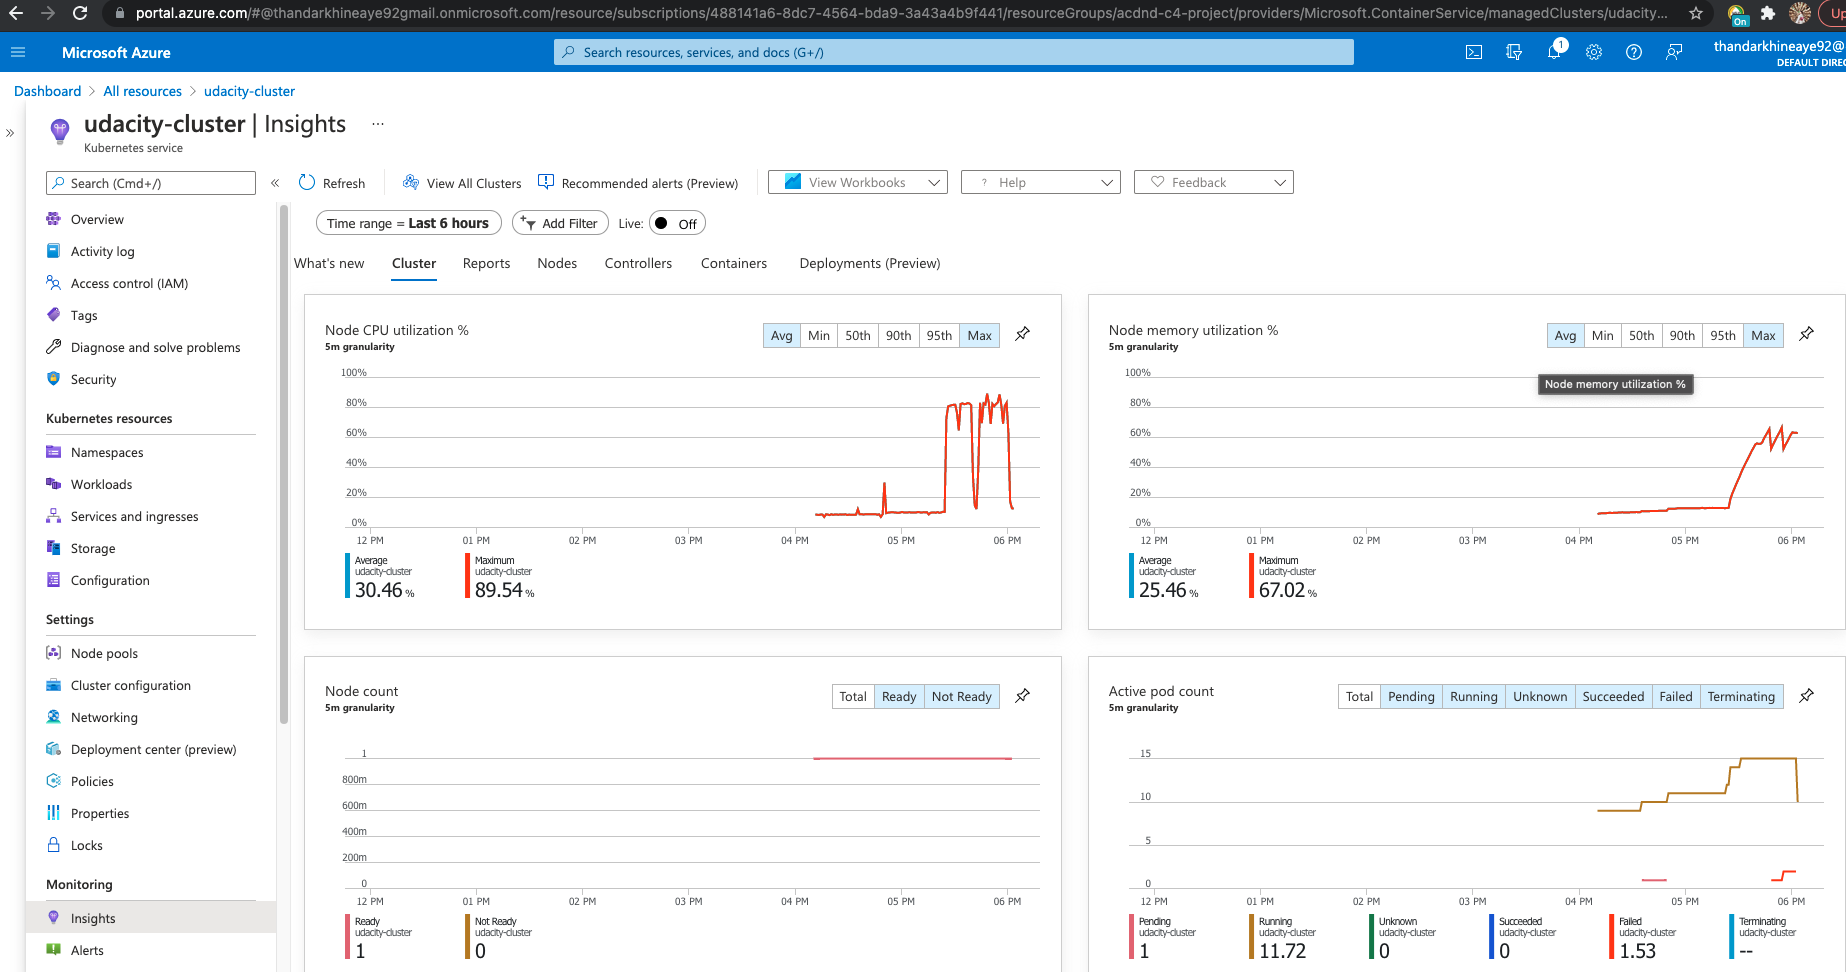 portal.azure.com/#@thandarkhineaye92gmail.onmicrosoft.com/resource/subscriptions/488141a6-8dc7-4564-bda9-3a43a4b9f441/resourceGroups/acdnd-c4-project/providers/Microsoft.ContainerService/managedClusters/udacity...
On
Up
Microsoft Azure
Search resources, services, and docs (G+/)
1
thandarkhineaye92@
DEFAULT DIREC
Dashboard > All resources > udacity-cluster
udacity-cluster | Insights ...
Kubernetes service
Search (Cmd+/)
Refresh
View All Clusters
Recommended alerts (Preview)
View Workbooks
? Help
Feedback
Time range = Last 6 hours
Add Filter
Live:
Off
What's new
Cluster
Reports
Nodes
Controllers
Containers
Deployments (Preview)
Overview
Activity log
Access control (IAM)
Tags
Diagnose and solve problems
Security
Kubernetes resources
Namespaces
Workloads
Services and ingresses
Storage
Configuration
Settings
Node pools
Cluster configuration
Networking
Deployment center (preview)
Policies
Properties
Locks
Monitoring
Insights
Alerts
Node CPU utilization %
5m granularity
Avg Min 50th 90th 95th Max
100%
80%
60%
40%
20%
0%
12 PM 01 PM 02 PM 03 PM 04 PM 05 PM 06 PM
Average
udacity-cluster
30.46 %
Maximum
udacity-cluster
89.54 %
Node memory utilization %
5m granularity
Avg Min 50th 90th 95th Max
Node memory utilization %
100%
80%
60%
40%
20%
0%
12 PM 01 PM 02 PM 03 PM 04 PM 05 PM 06 PM
Average
udacity-cluster
25.46 %
Maximum
udacity-cluster
67.02 %
Node count
5m granularity
Total Ready Not Ready
1
800m
600m
400m
200m
0
12 PM 01 PM 02 PM 03 PM 04 PM 05 PM 06 PM
Ready
udacity-cluster
1
Not Ready
udacity-cluster
0
Active pod count
5m granularity
Total Pending Running Unknown Succeeded Failed Terminating
15
10
5
0
12 PM 01 PM 02 PM 03 PM 04 PM 05 PM 06 PM
Pending
udacity-cluster
1
Running
udacity-cluster
11.72
Unknown
udacity-cluster
0
Succeeded
udacity-cluster
0
Failed
udacity-cluster
1.53
Terminating
udacity-cluster
--